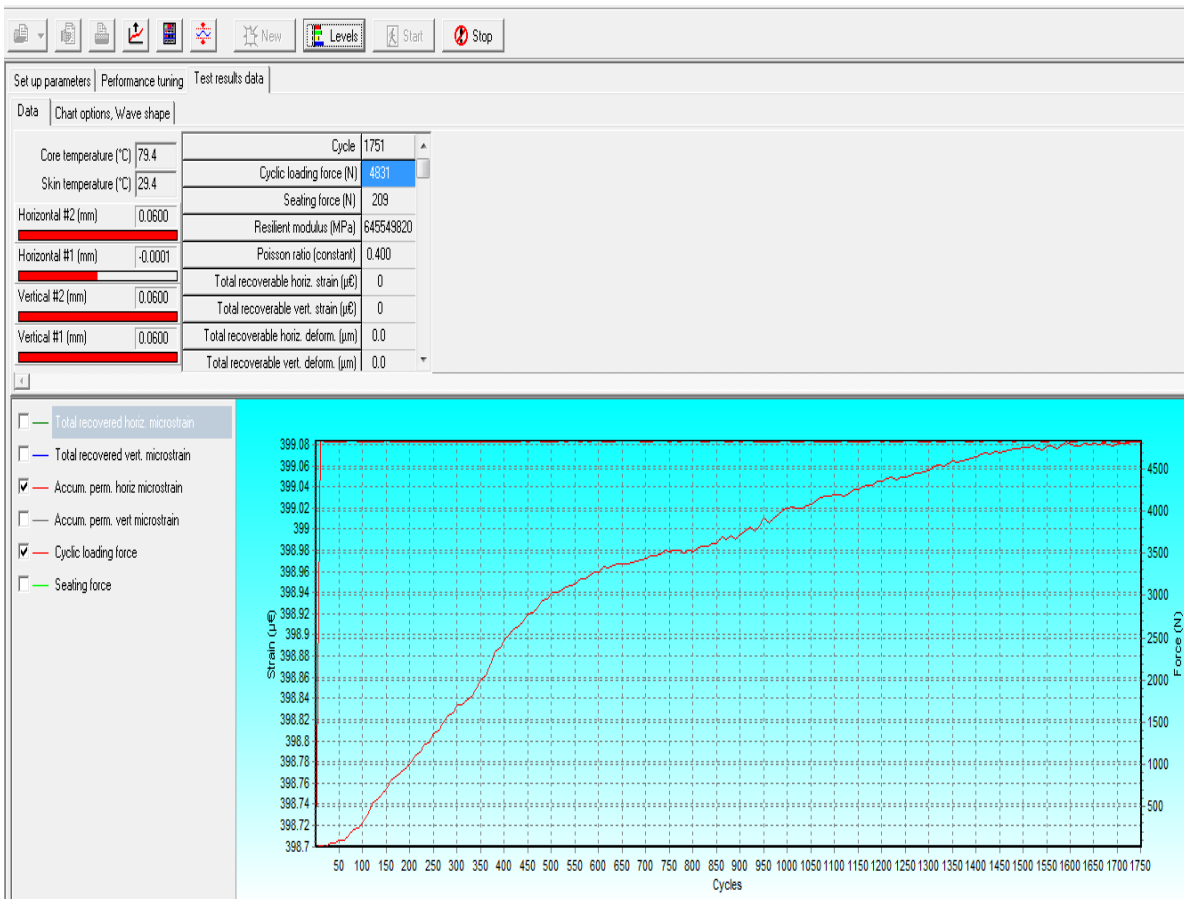 New Levels Start Stop
Set up parameters Performance tuning Test results data
Data Chart options, Wave shape
Core temperature (°C) 79.4
Skin temperature (°C) 29.4
Horizontal #2 (mm) 0.0600
Horizontal #1 (mm) -0.0001
Vertical #2 (mm) 0.0600
Vertical #1 (mm) 0.0600
Cycle 1751
Cyclic loading force (N) 4831
Seating force (N) 209
Resilient modulus (MPa) 645549820
Poisson ratio (constant) 0.400
Total recoverable horiz. strain (µ€) 0
Total recoverable vert. strain (µ€) 0
Total recoverable horiz. deform. (µm) 0.0
Total recoverable vert. deform. (µm) 0.0
Total recovered horiz. microstrain
Total recovered vert. microstrain
Accum. perm. horiz microstrain
Accum. perm. vert microstrain
Cyclic loading force
Seating force
Strain (µ€)
399.08
399.06
399.04
399.02
399
398.98
398.96
398.94
398.92
398.9
398.88
398.86
398.84
398.82
398.8
398.78
398.76
398.74
398.72
398.7
50 100 150 200 250 300 350 400 450 500 550 600 650 700 750 800 850 900 950 1000 1050 1100 1150 1200 1250 1300 1350 1400 1450 1500 1550 1600 1650 1700 1750
Cycles
4500
4000
3500
3000
2500
2000
1500
1000
500
Force (N)